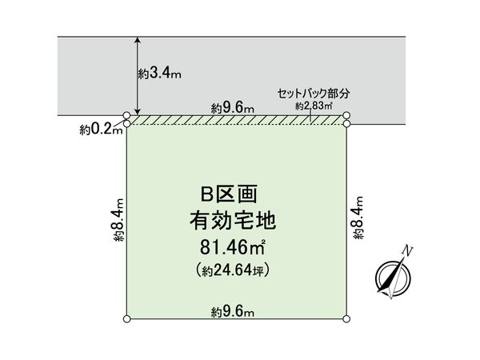 約3.4m
セットバック部分
約2.83㎡
約9.6m
約0.2m
約8.4m
B区画
有効宅地
81.46㎡
(約24.64坪)
約8.4m
N
約9.6m